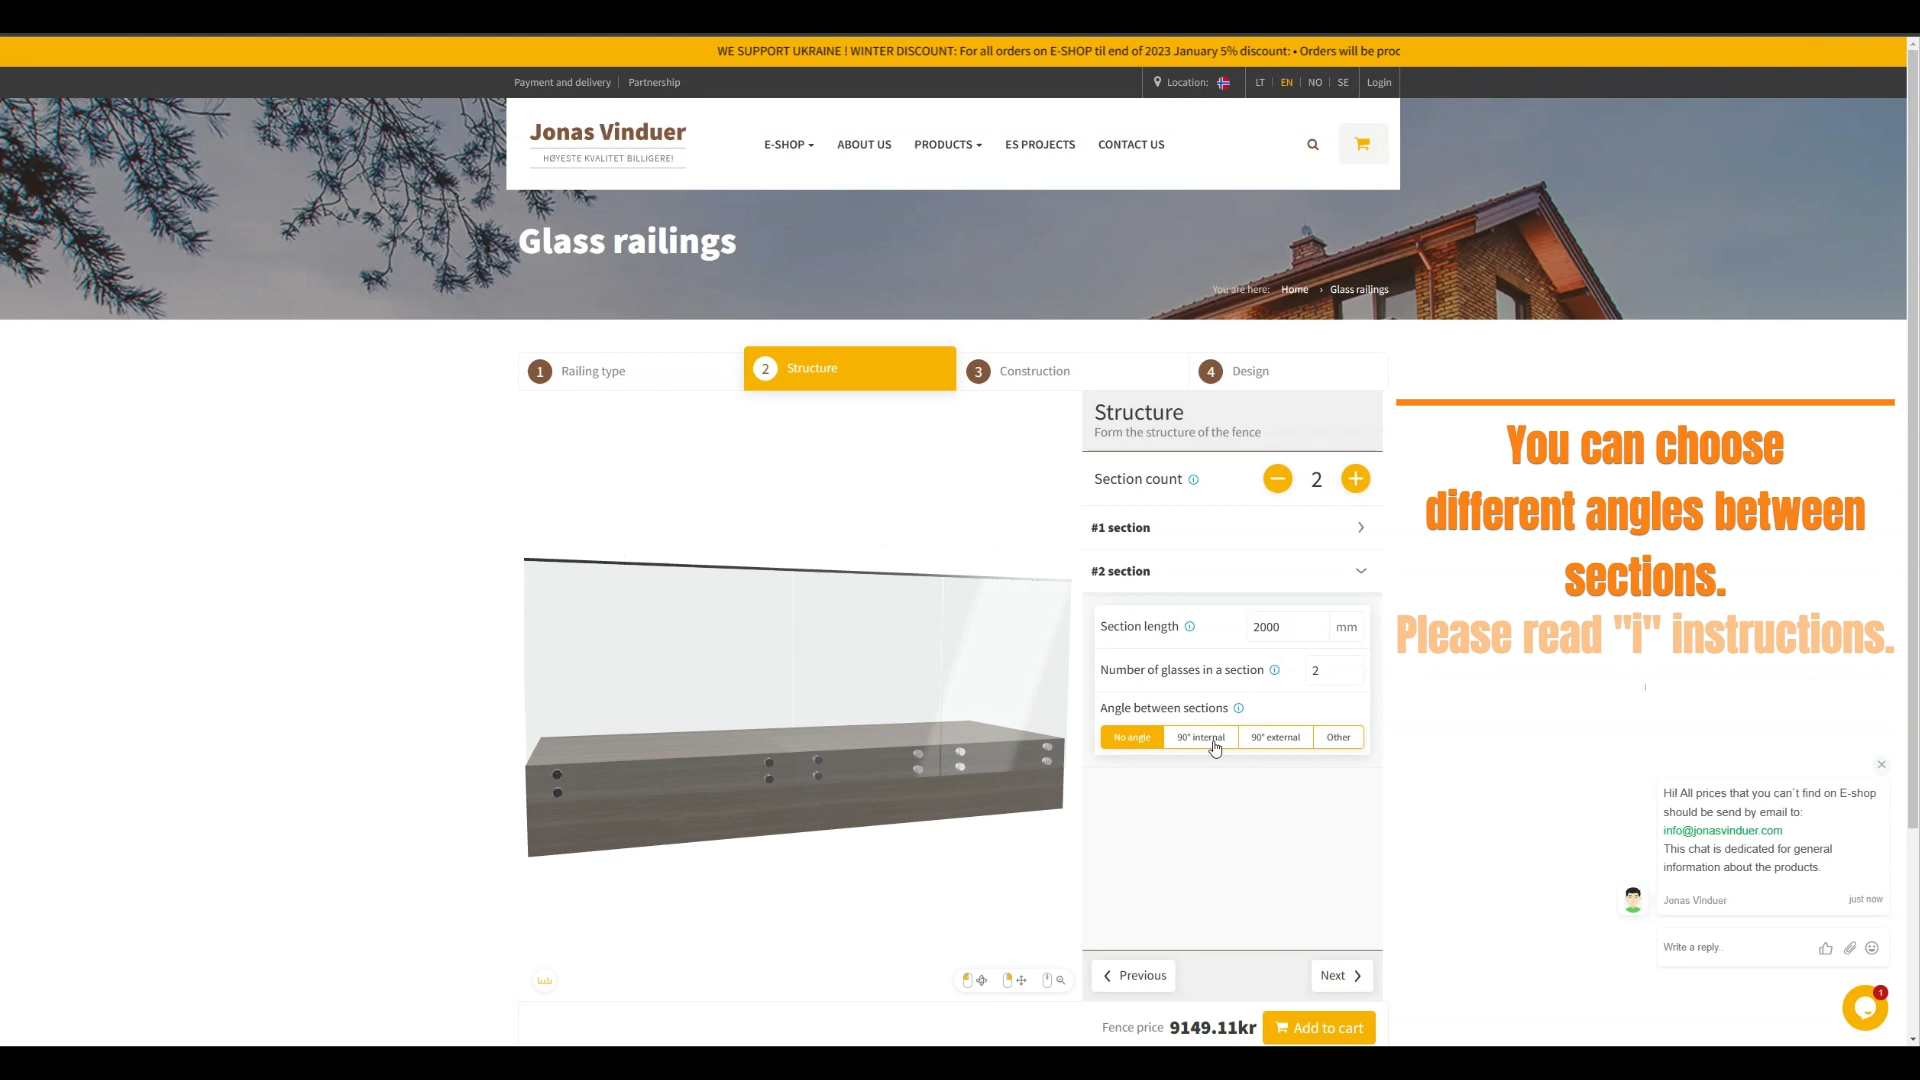 WE SUPPORT UKRAINE ! WINTER DISCOUNT: For all orders on E-SHOP til end of 2023 January 5% discount: • Orders will be proc
Payment and delivery
Partnership
Location:
LT
EN
NO
SE
Login
Jonas Vinduer
HØYESTE KVALITET BILLIGERE!
E-SHOP
ABOUT US
PRODUCTS
ES PROJECTS
CONTACT US
Glass railings
You are here: Home › Glass railings
1 Railing type
2 Structure
3 Construction
4 Design
Structure
Form the structure of the fence
Section count
2
#1 section
#2 section
Section length
2000 mm
Number of glasses in a section
2
Angle between sections
No angle
90° internal
90° external
Other
Previous
Next
Fence price 9149.11kr
Add to cart
You can choose
different angles between
sections.
Please read "i" instructions.
Hi! All prices that you can´t find on E-shop
should be send by email to:
info@jonasvinduer.com
This chat is dedicated for general
information about the products.
Jonas Vinduer
just now
Write a reply..
1